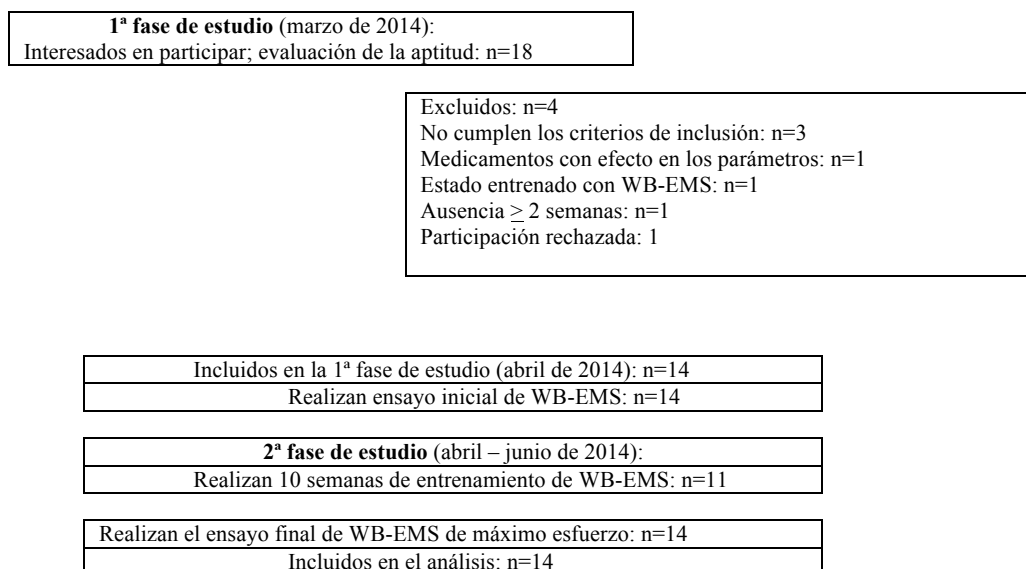 1ª fase de estudio (marzo de 2014):
Interesados en participar; evaluación de la aptitud: n=18
Excluidos: n=4
No cumplen los criterios de inclusión: n=3
Medicamentos con efecto en los parámetros: n=1
Estado entrenado con WB-EMS: n=1
Ausencia > 2 semanas: n=1
Participación rechazada: 1
Incluidos en la 1ª fase de estudio (abril de 2014): n=14
Realizan ensayo inicial de WB-EMS: n=14
2ª fase de estudio (abril – junio de 2014):
Realizan 10 semanas de entrenamiento de WB-EMS: n=11
Realizan el ensayo final de WB-EMS de máximo esfuerzo: n=14
Incluidos en el análisis: n=14